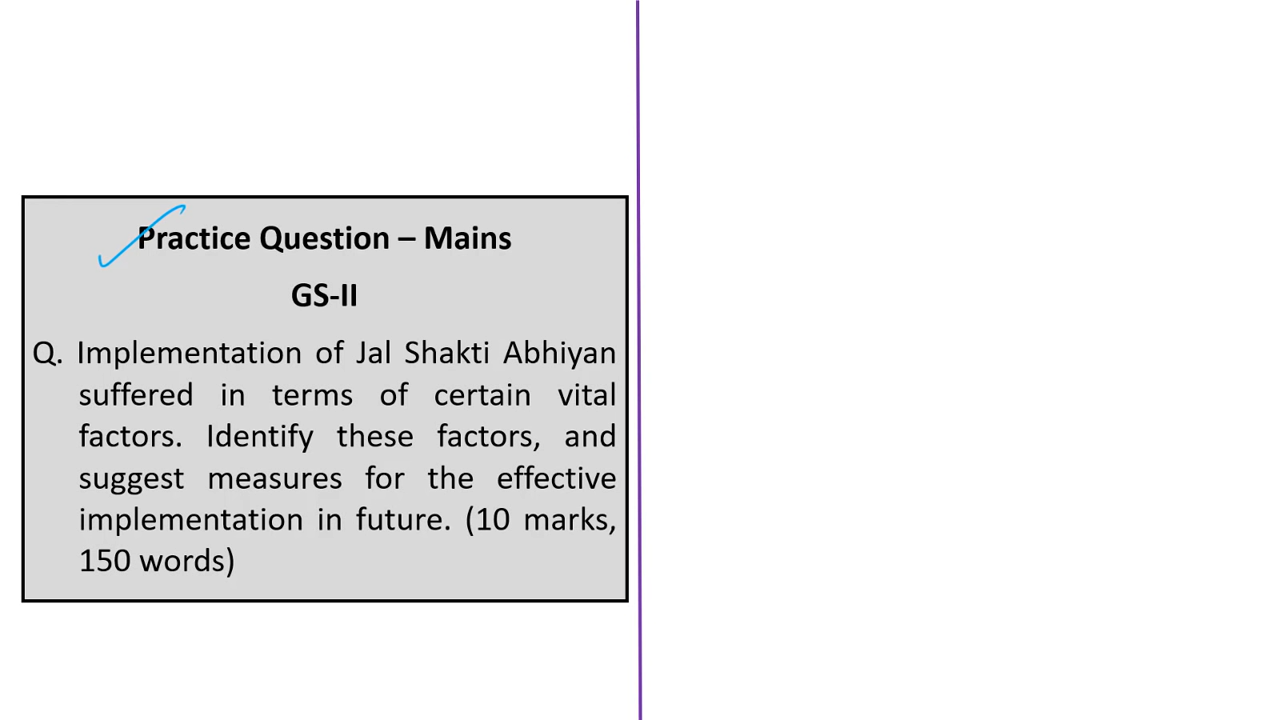 Practice Question – Mains
GS-II
Q. Implementation of Jal Shakti Abhiyan
suffered in terms of certain vital
factors. Identify these factors, and
suggest measures for the effective
implementation in future. (10 marks,
150 words)